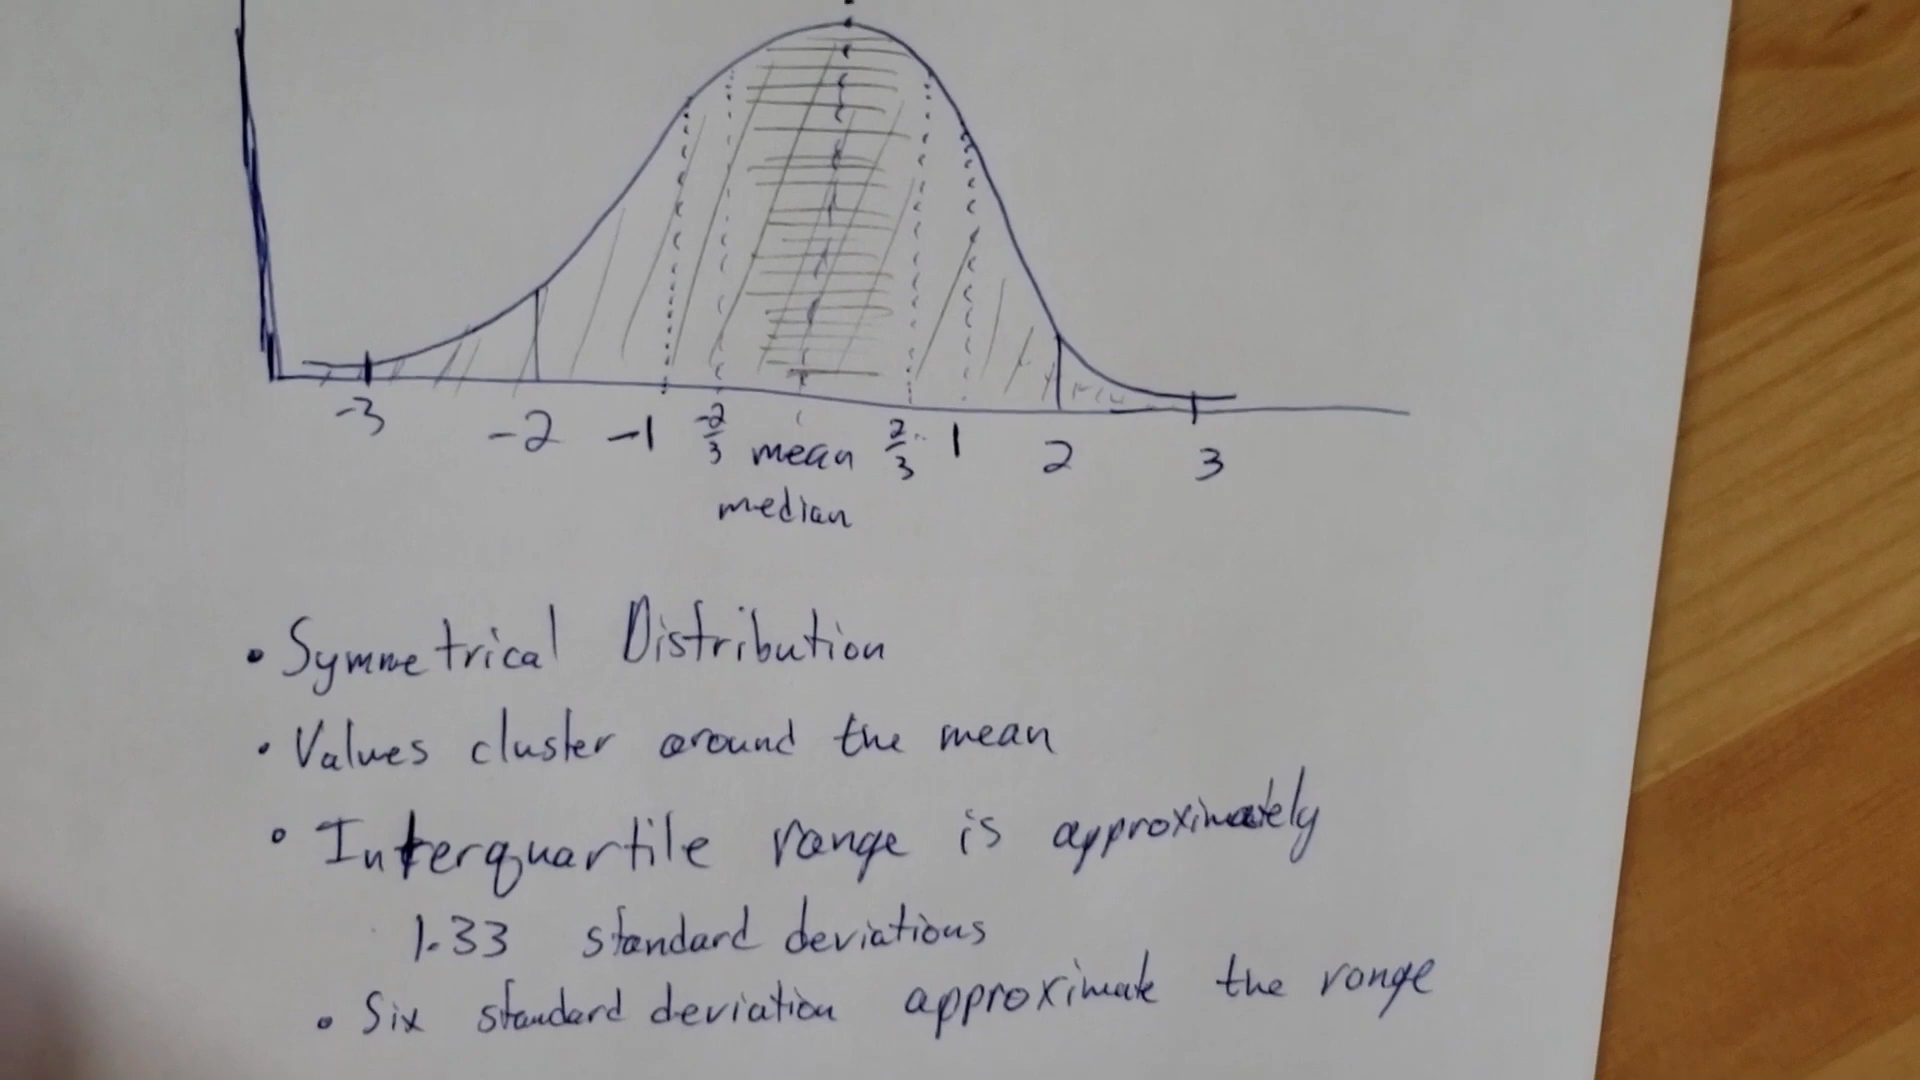 -3 -2 -1 -2/3 mean 2/3 1 2 3
median
• Symmetrical Distribution
• Values cluster around the mean
• Interquartile range is approximately
1.33 standard deviations
• Six standard deviation approximate the range